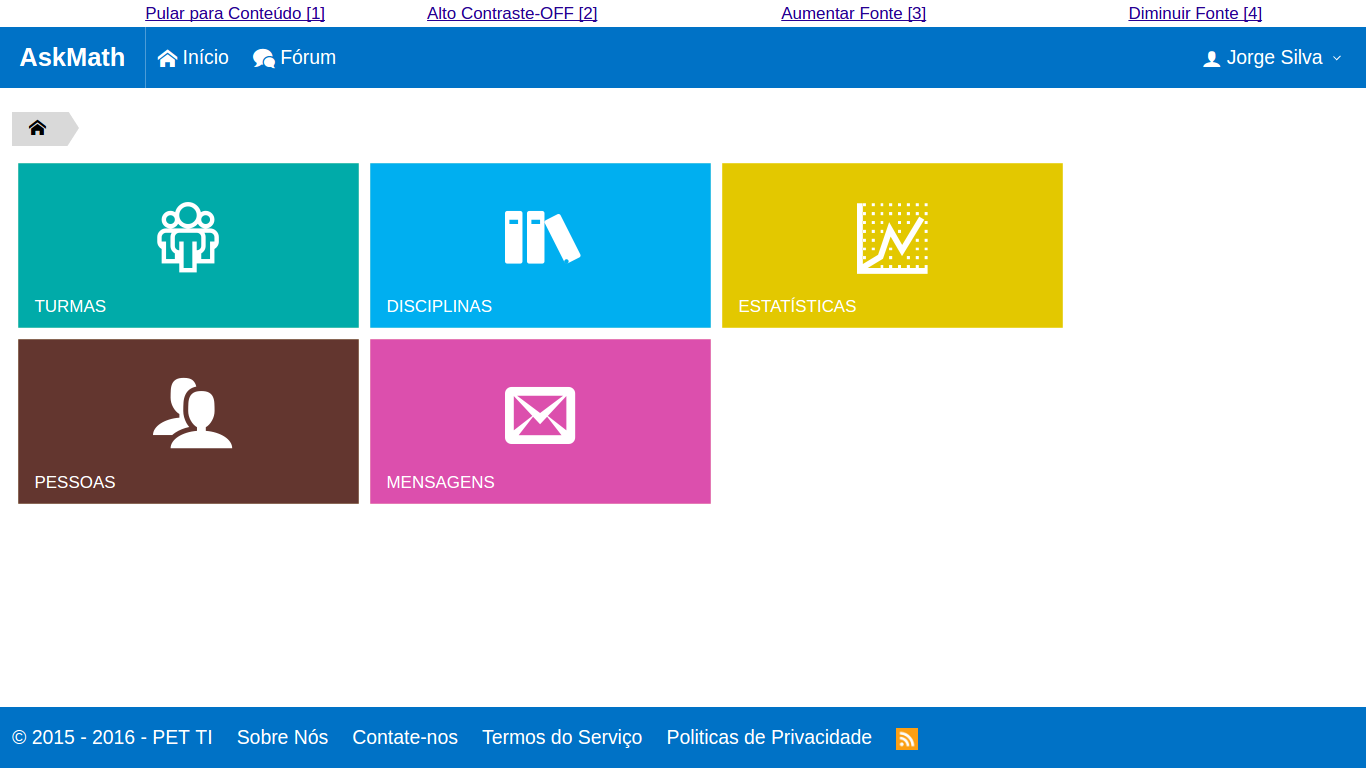 Pular para Conteúdo [1] Alto Contraste-OFF [2] Aumentar Fonte [3] Diminuir Fonte [4]
AskMath Início Fórum Jorge Silva
TURMAS DISCIPLINAS ESTATÍSTICAS
PESSOAS MENSAGENS
© 2015 - 2016 - PET TI Sobre Nós Contate-nos Termos do Serviço Politicas de Privacidade